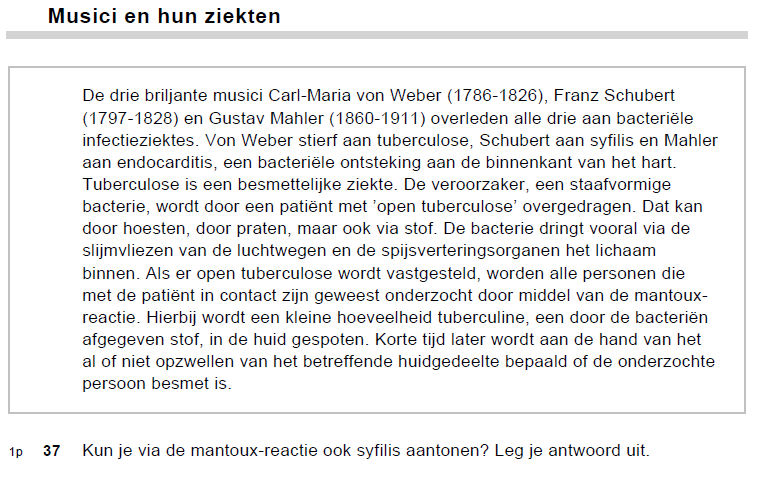 Musici en hun ziekten
De drie briljante musici Carl-Maria von Weber (1786-1826), Franz Schubert
(1797-1828) en Gustav Mahler (1860-1911) overleden alle drie aan bacteriële
infectieziektes. Von Weber stierf aan tuberculose, Schubert aan syfilis en Mahler
aan endocarditis, een bacteriële ontsteking aan de binnenkant van het hart.
Tuberculose is een besmettelijke ziekte. De veroorzaker, een staafvormige
bacterie, wordt door een patiënt met ’open tuberculose’ overgedragen. Dat kan
door hoesten, door praten, maar ook via stof. De bacterie dringt vooral via de
slijmvliezen van de luchtwegen en de spijsverteringsorganen het lichaam
binnen. Als er open tuberculose wordt vastgesteld, worden alle personen die
met de patiënt in contact zijn geweest onderzocht door middel van de mantoux-
reactie. Hierbij wordt een kleine hoeveelheid tuberculine, een door de bacteriën
afgegeven stof, in de huid gespoten. Korte tijd later wordt aan de hand van het
al of niet opzwellen van het betreffende huidgedeelte bepaald of de onderzochte
persoon besmet is.
1p 37 Kun je via de mantoux-reactie ook syfilis aantonen? Leg je antwoord uit.